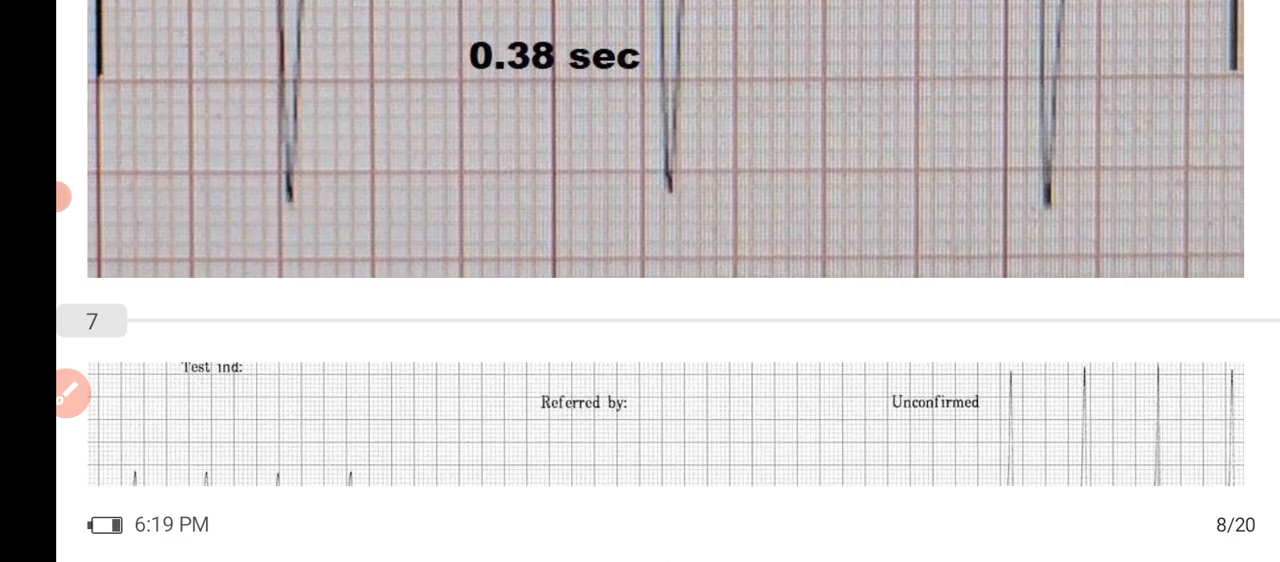 0.38 sec
7
Test ind:
Referred by:
Unconfirmed
6:19 PM
8/20